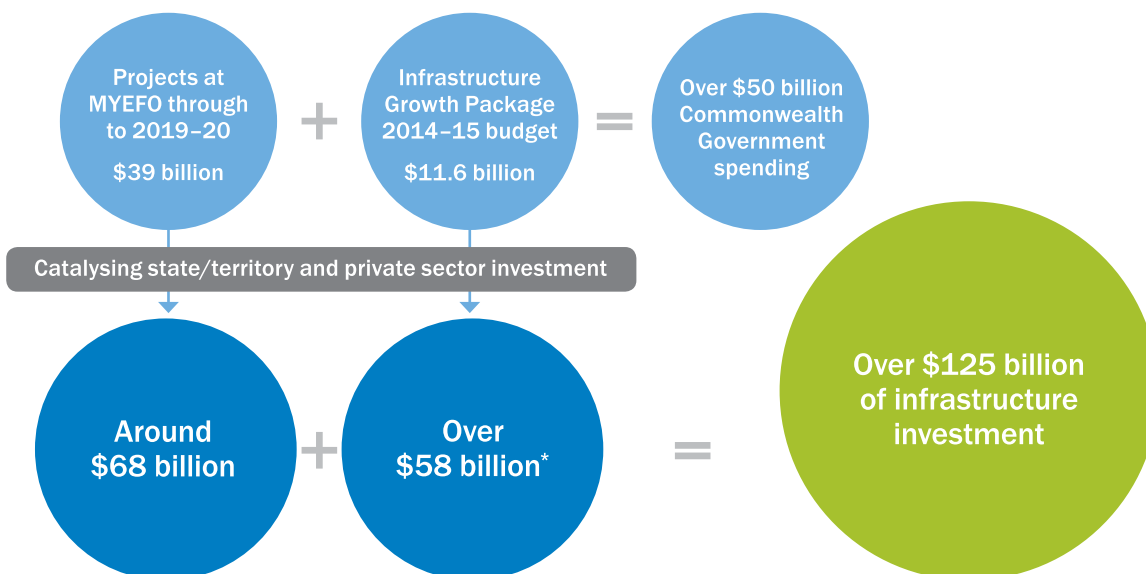 Projects at
MYEFO through
to 2019–20
$39 billion
+
Infrastructure
Growth Package
2014–15 budget
$11.6 billion
=
Over $50 billion
Commonwealth
Government
spending
Catalysing state/territory and private sector investment
Around
$68 billion
+
Over
$58 billion*
=
Over $125 billion
of infrastructure
investment